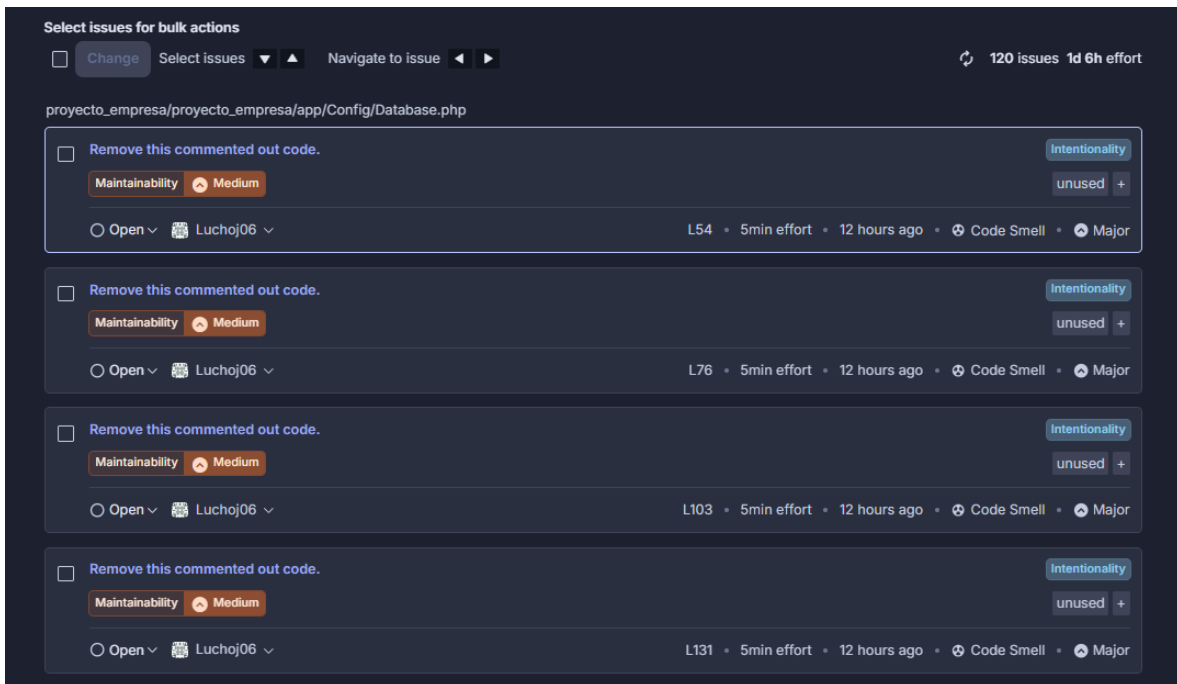 Select issues for bulk actions
Change Select issues Navigate to issue 120 issues 1d 6h effort
proyecto_empresa/proyecto_empresa/app/Config/Database.php
Remove this commented out code. Intentionality
Maintainability Medium unused +
Open Luchoj06 L54 • 5min effort • 12 hours ago • Code Smell • Major
Remove this commented out code. Intentionality
Maintainability Medium unused +
Open Luchoj06 L76 • 5min effort • 12 hours ago • Code Smell • Major
Remove this commented out code. Intentionality
Maintainability Medium unused +
Open Luchoj06 L103 • 5min effort • 12 hours ago • Code Smell • Major
Remove this commented out code. Intentionality
Maintainability Medium unused +
Open Luchoj06 L131 • 5min effort • 12 hours ago • Code Smell • Major